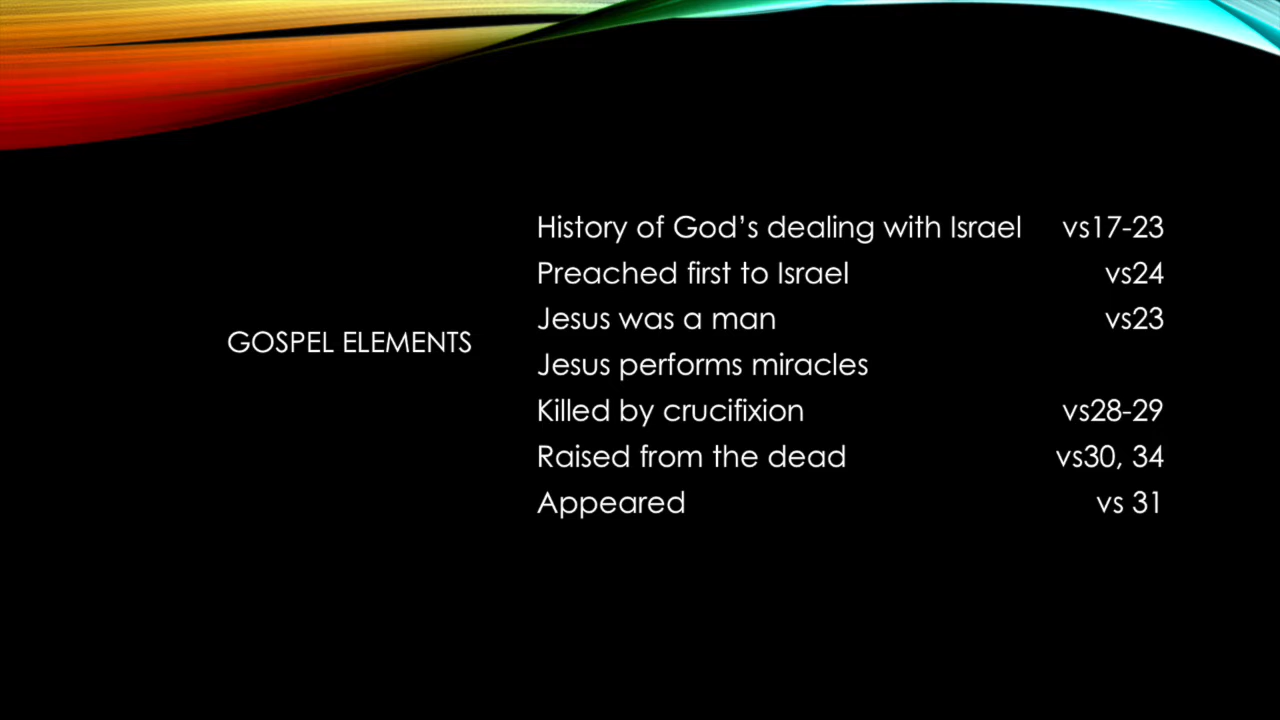 GOSPEL ELEMENTS
History of God’s dealing with Israel vs17-23
Preached first to Israel vs24
Jesus was a man vs23
Jesus performs miracles
Killed by crucifixion vs28-29
Raised from the dead vs30, 34
Appeared vs 31